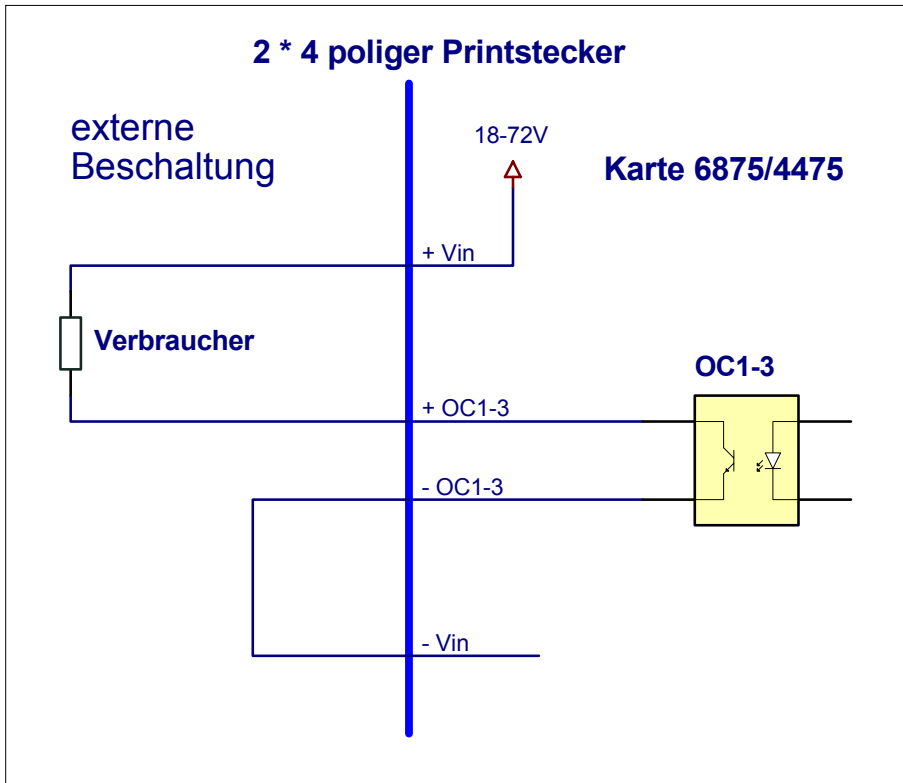 2 * 4 poliger Printstecker
externe
Beschaltung
18-72V
Karte 6875/4475
+ Vin
Verbraucher
OC1-3
+ OC1-3
- OC1-3
- Vin